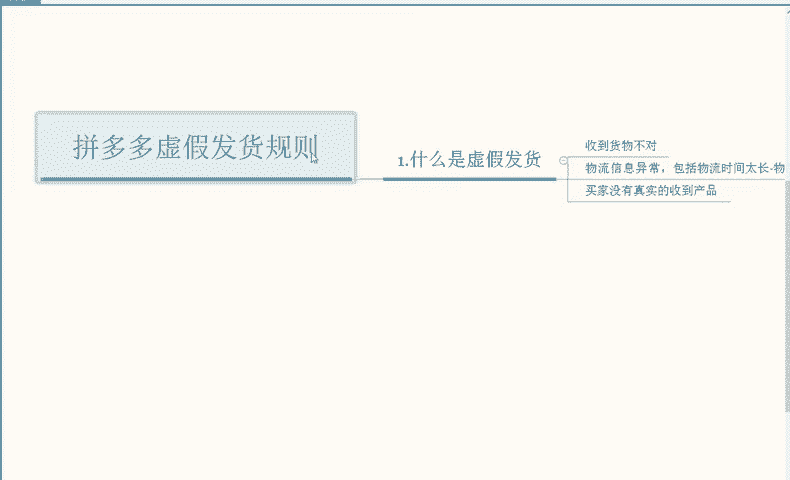 拼多多虚假发货规则
1.什么是虚假发货
收到货物不对
物流信息异常，包括物流时间太长-物
买家没有真实的收到产品